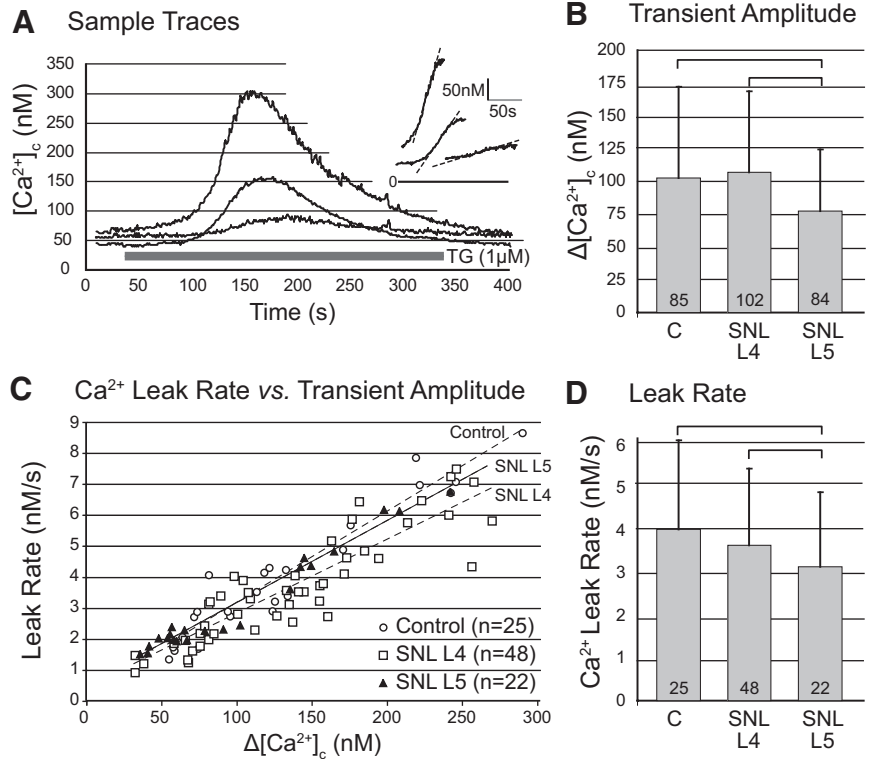 A Sample Traces
[Ca²⁺]c (nM)
350
300
250
200
150
100
50
0
50nM
50s
0
TG (1µM)
0 50 100 150 200 250 300 350 400
Time (s)
B Transient Amplitude
Δ[Ca²⁺]c (nM)
200
175
150
125
100
75
50
25
0
85 102 84
C SNL L4 SNL L5
C Ca²⁺ Leak Rate vs. Transient Amplitude
Leak Rate (nM/s)
9
8
7
6
5
4
3
2
1
0
Control
SNL L5
SNL L4
Control (n=25)
SNL L4 (n=48)
SNL L5 (n=22)
0 50 100 150 200 250 300
Δ[Ca²⁺]c (nM)
D Leak Rate
Ca²⁺ Leak Rate (nM/s)
6
5
4
3
2
1
0
25 48 22
C SNL L4 SNL L5